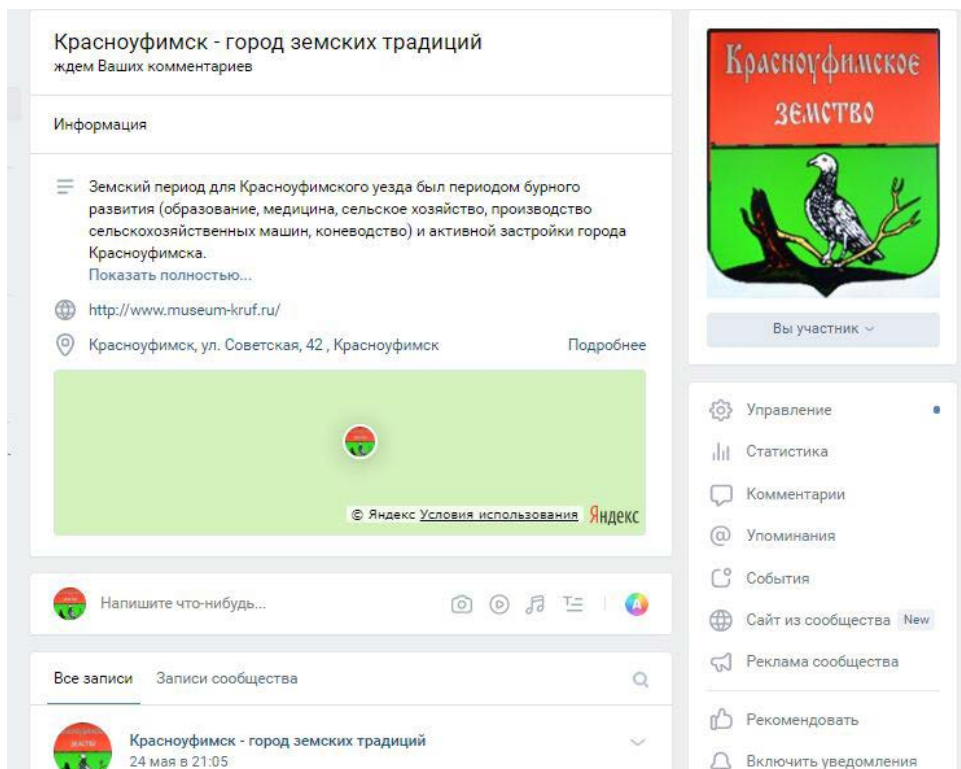 Красноуфимск - город земских традиций
ждем Ваших комментариев
Информация
Земский период для Красноуфимского уезда был периодом бурного
развития (образование, медицина, сельское хозяйство, производство
сельскохозяйственных машин, коневодство) и активной застройки города
Красноуфимска.
Показать полностью...
http://www.museum-kruf.ru/
Красноуфимск, ул. Советская, 42 , Красноуфимск Подробнее
© Яндекс Условия использования Яндекс
Напишите что-нибудь...
Все записи Записи сообщества
Красноуфимск - город земских традиций
24 мая в 21:05
Красноуфимское
земство
Вы участник
Управление
Статистика
Комментарии
Упоминания
События
Сайт из сообщества New
Реклама сообщества
Рекомендовать
Включить уведомления